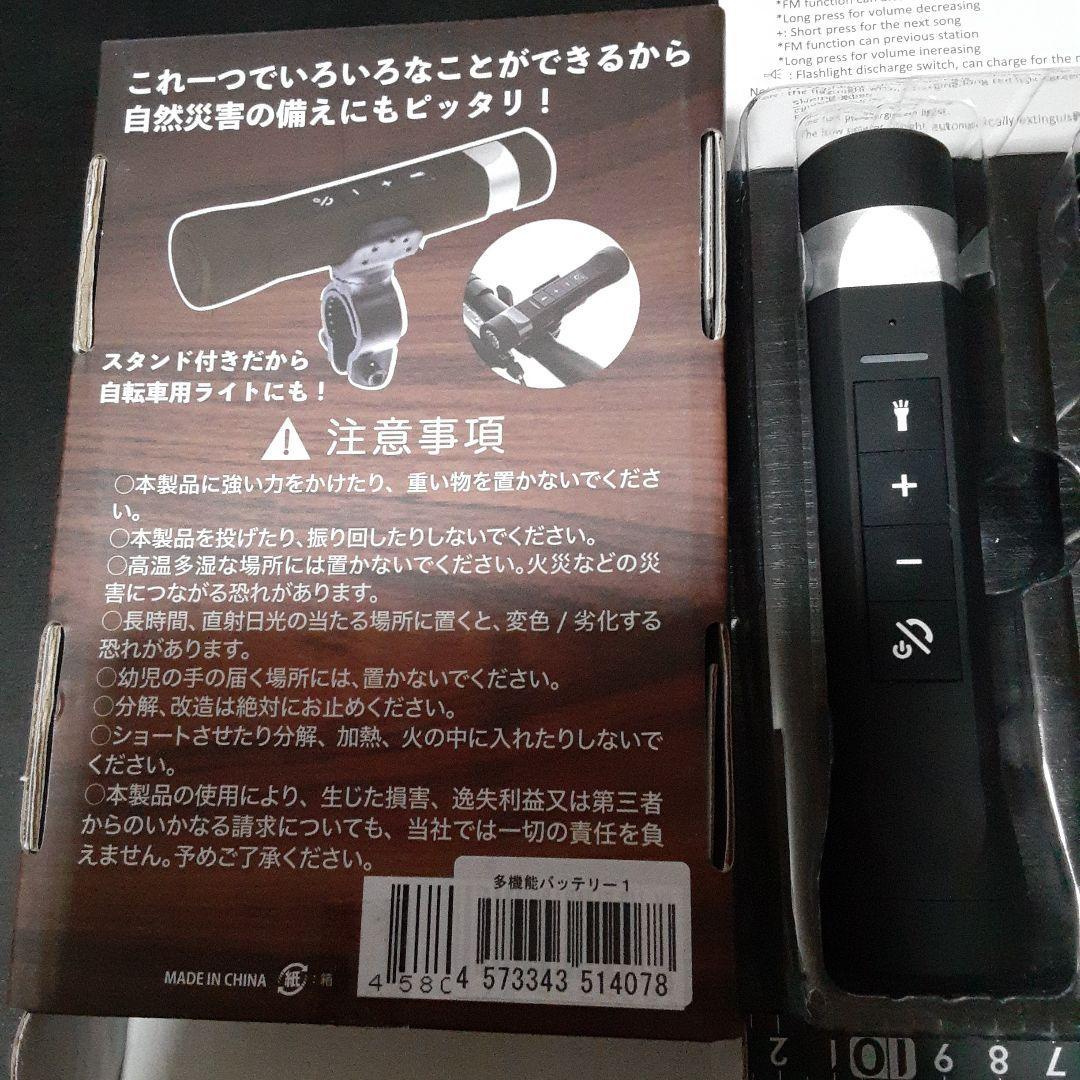 これ一つでいろいろなことができるから
自然災害の備えにもピッタリ！
スタンド付きだから
自転車用ライトにも！
注意事項
○本製品に強い力をかけたり、重い物を置かないでくださ
い。
○本製品を投げたり、振り回したりしないでください。
○高温多湿な場所には置かないでください。火災などの災
害につながる恐れがあります。
○長時間、直射日光の当たる場所に置くと、変色/劣化する
恐れがあります。
○幼児の手の届く場所には、置かないでください。
○分解、改造は絶対にお止めください。
○ショートさせたり分解、加熱、火の中に入れたりしないで
ください。
○本製品の使用により、生じた損害、逸失利益又は第三者
からのいかなる請求についても、当社では一切の責任を負
えません。予めご了承ください。
多機能バッテリー1
458
4 573343 514078
MADE IN CHINA 紙:箱
*Long press for volume decreasing
+: Short press for the next song
*FM function can previous station
*Long press for volume inereasing
: Flashlight discharge switch, can charge for the
automatically extinguish
+
−
2 1 10 9 8 7